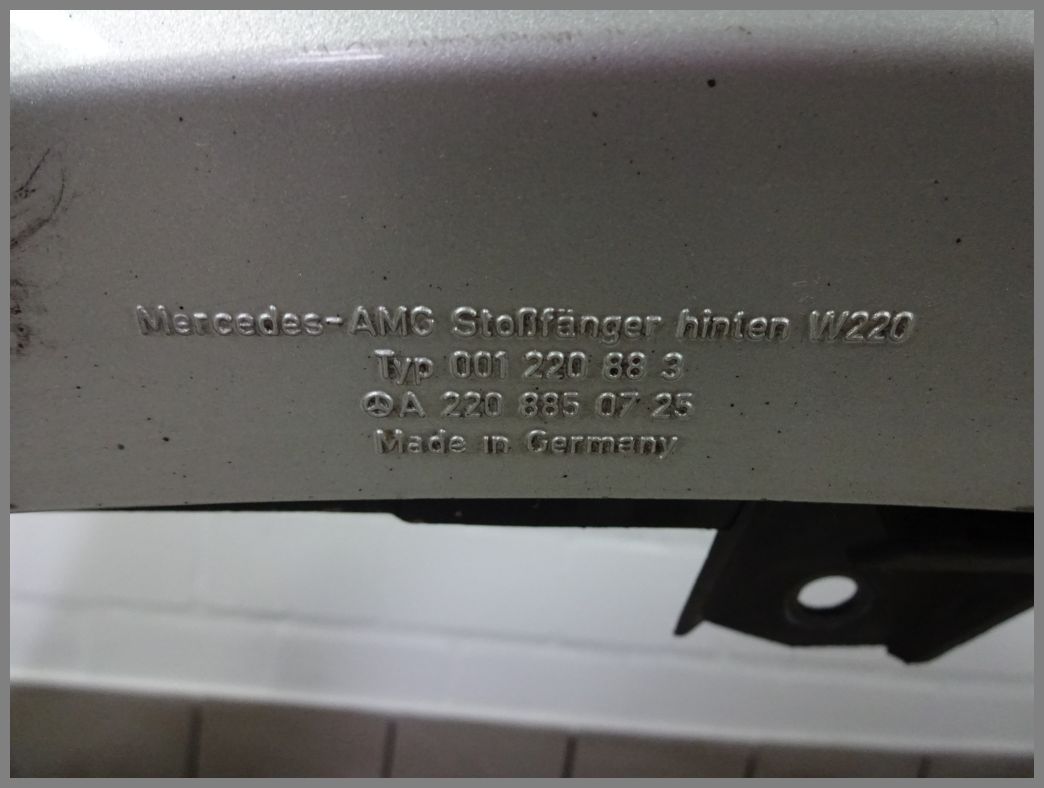 Mercedes-AMG Stoßfänger hinten W220
Typ 001 220 88 3
A 220 885 07 25
Made in Germany